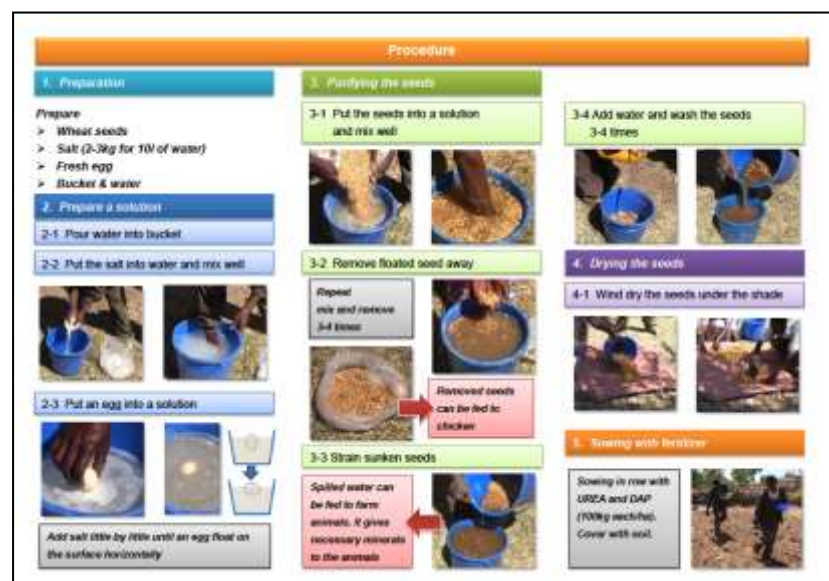 Procedure
1. Preparation
Prepare
➢ Wheat seeds
➢ Salt (2-3kg for 10l of water)
➢ Fresh egg
➢ Bucket & water
2. Prepare a solution
2-1 Pour water into bucket
2-2 Put the salt into water and mix well
2-3 Put an egg into a solution
Add salt little by little until an egg float on
the surface horizontally
3. Purifying the seeds
3-1 Put the seeds into a solution
and mix well
3-2 Remove floated seed away
Repeat
mix and remove
3-4 times
Removed seeds
can be fed to
chicken
3-3 Strain sunken seeds
Spilled water can
be fed to farm
animals. It gives
necessary minerals
to the animals
3-4 Add water and wash the seeds
3-4 times
4. Drying the seeds
4-1 Wind dry the seeds under the shade
5. Sowing with fertilizer
Sowing in row with
UREA and DAP
(100kg each/ha).
Cover with soil.